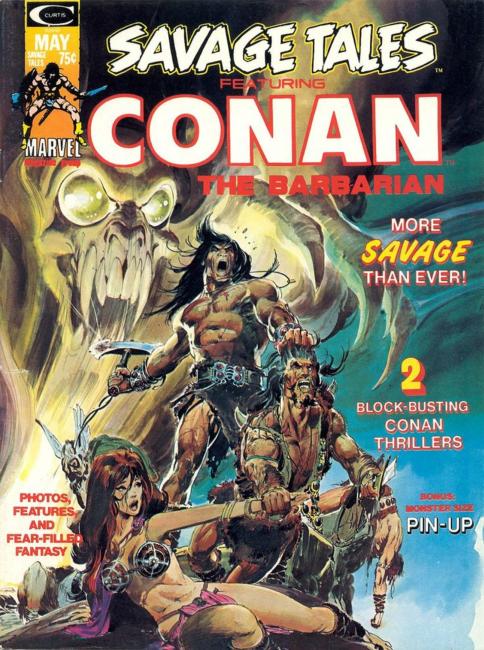 CURTIS
MAY
SAVAGE
TALES
75¢
MARVEL
SAVAGE TALES
TM
FEATURING
CONAN
THE BARBARIAN
MORE
SAVAGE
THAN EVER!
2
BLOCK-BUSTING
CONAN
THRILLERS
PHOTOS,
FEATURES,
AND
FEAR-FILLED
FANTASY
BONUS:
MONSTER SIZE
PIN-UP